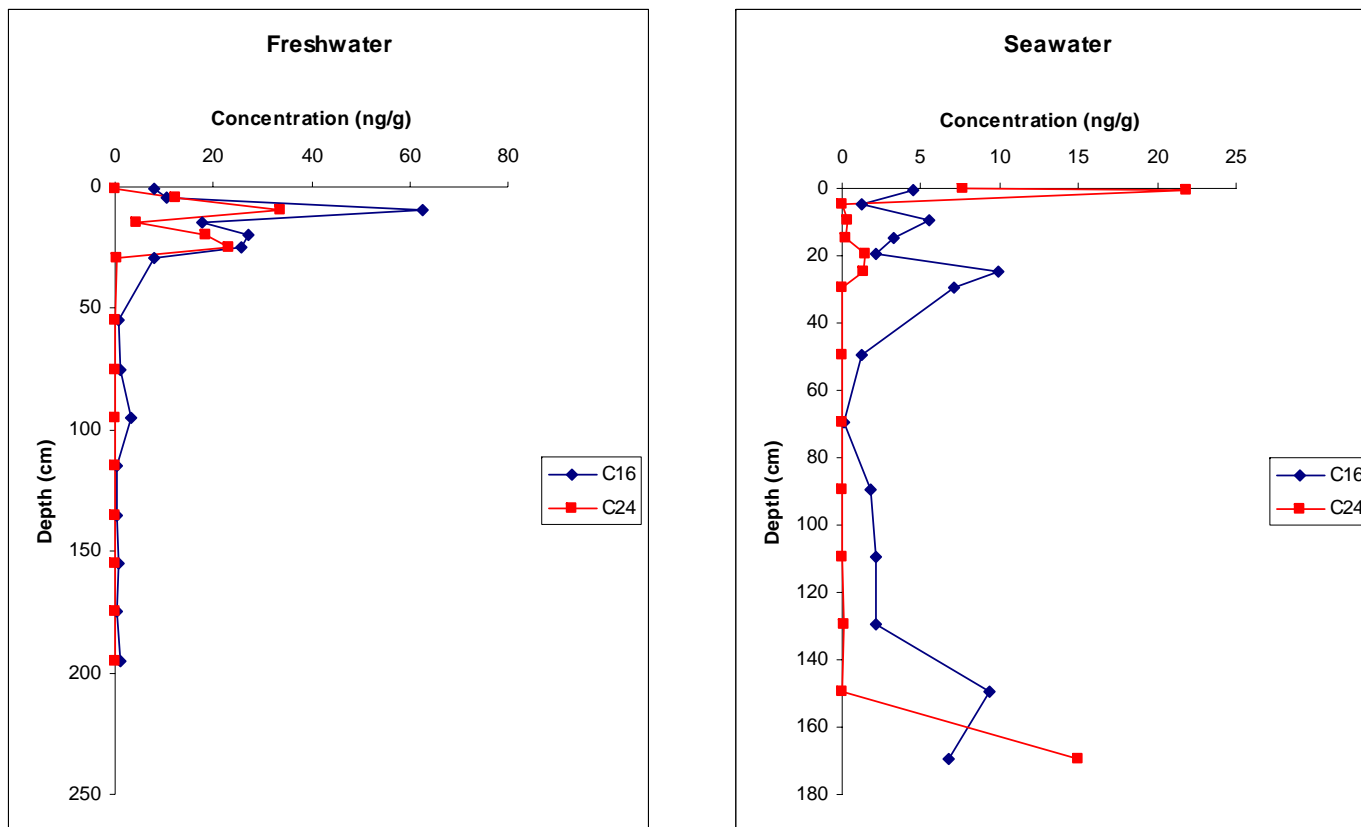 Freshwater
Concentration (ng/g)
0 20 40 60 80
0
50
100
150
200
250
Depth (cm)
C16
C24
Seawater
Concentration (ng/g)
0 5 10 15 20 25
0
20
40
60
80
100
120
140
160
180
Depth (cm)
C16
C24